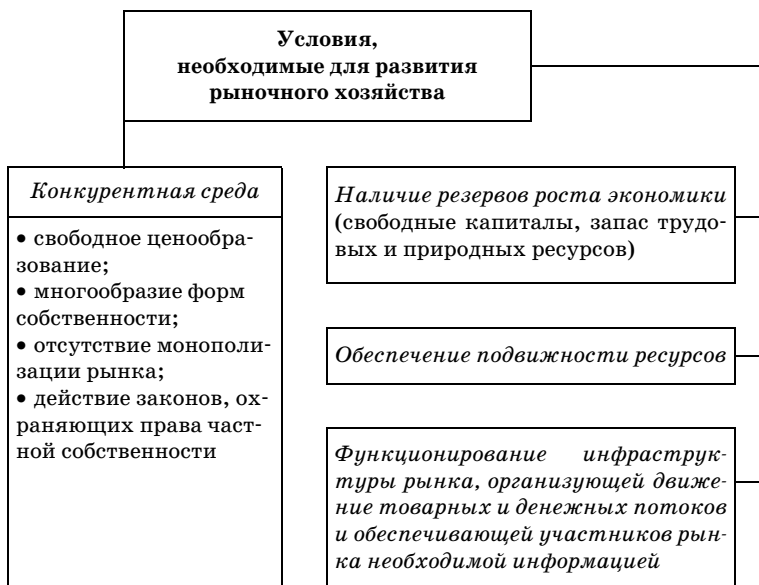 Условия,
необходимые для развития
рыночного хозяйства
Конкурентная среда
• свободное ценообра-
зование;
• многообразие форм
собственности;
• отсутствие монополи-
зации рынка;
• действие законов, ох-
раняющих права част-
ной собственности
Наличие резервов роста экономики
(свободные капиталы, запас трудо-
вых и природных ресурсов)
Обеспечение подвижности ресурсов
Функционирование инфраструк-
туры рынка, организующей движе-
ние товарных и денежных потоков
и обеспечивающей участников рын-
ка необходимой информацией